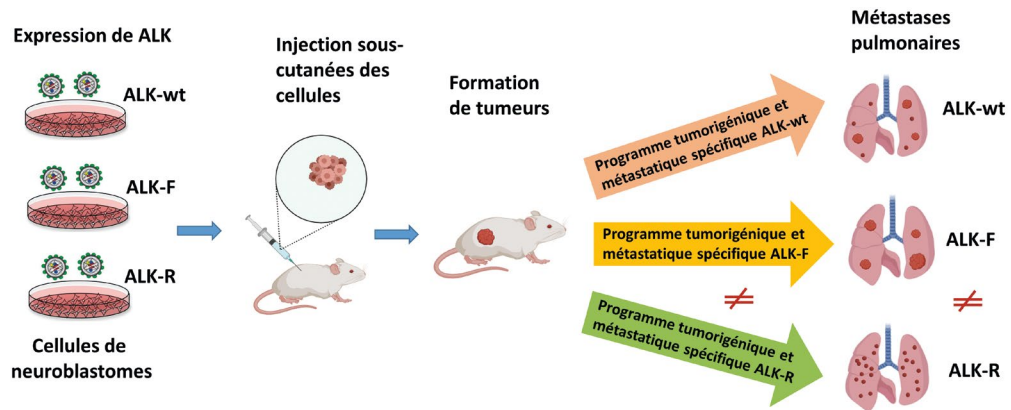 Expression de ALK
ALK-wt
ALK-F
ALK-R
Cellules de
neuroblastomes
Injection sous-
cutanées des
cellules
Formation
de tumeurs
Programme tumorigénique et
métastatique spécifique ALK-wt
Programme tumorigénique et
métastatique spécifique ALK-F
≠
Programme tumorigénique et
métastatique spécifique ALK-R
Métastases
pulmonaires
ALK-wt
ALK-F
≠
ALK-R